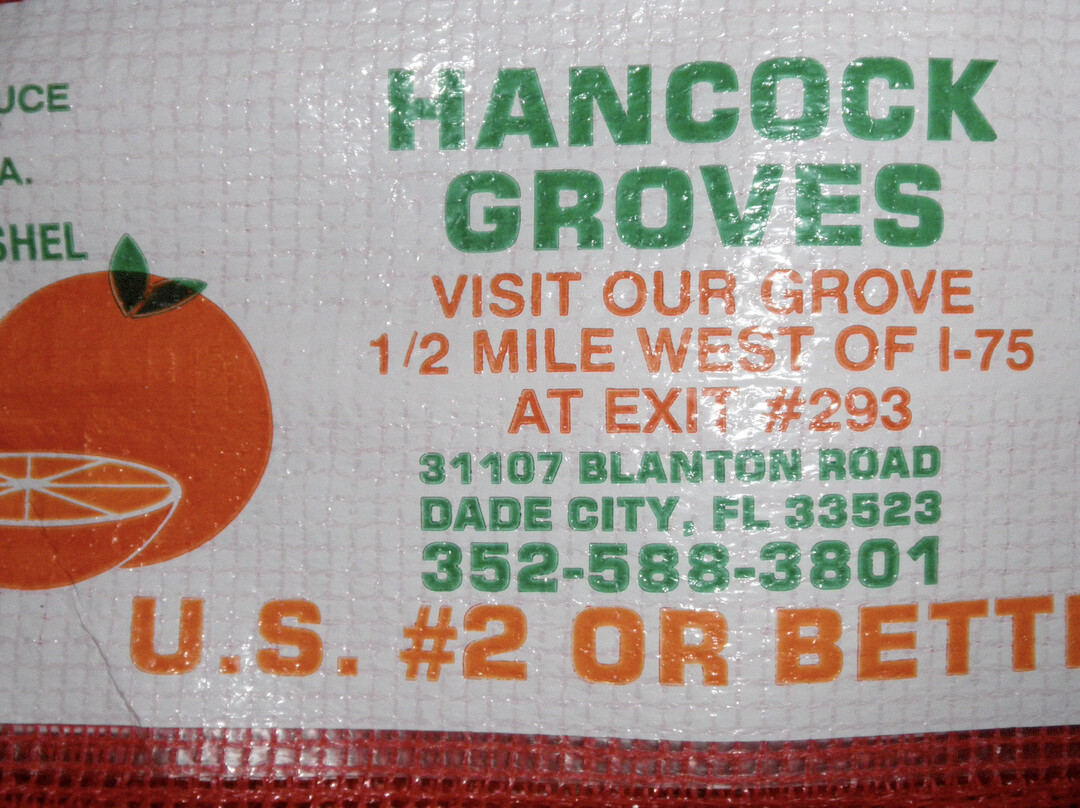 UCE
A.
SHEL
HANCOCK
GROVES
VISIT OUR GROVE
1/2 MILE WEST OF I-75
AT EXIT #293
31107 BLANTON ROAD
DADE CITY, FL 33523
352-588-3801
U.S. #2 OR BETT